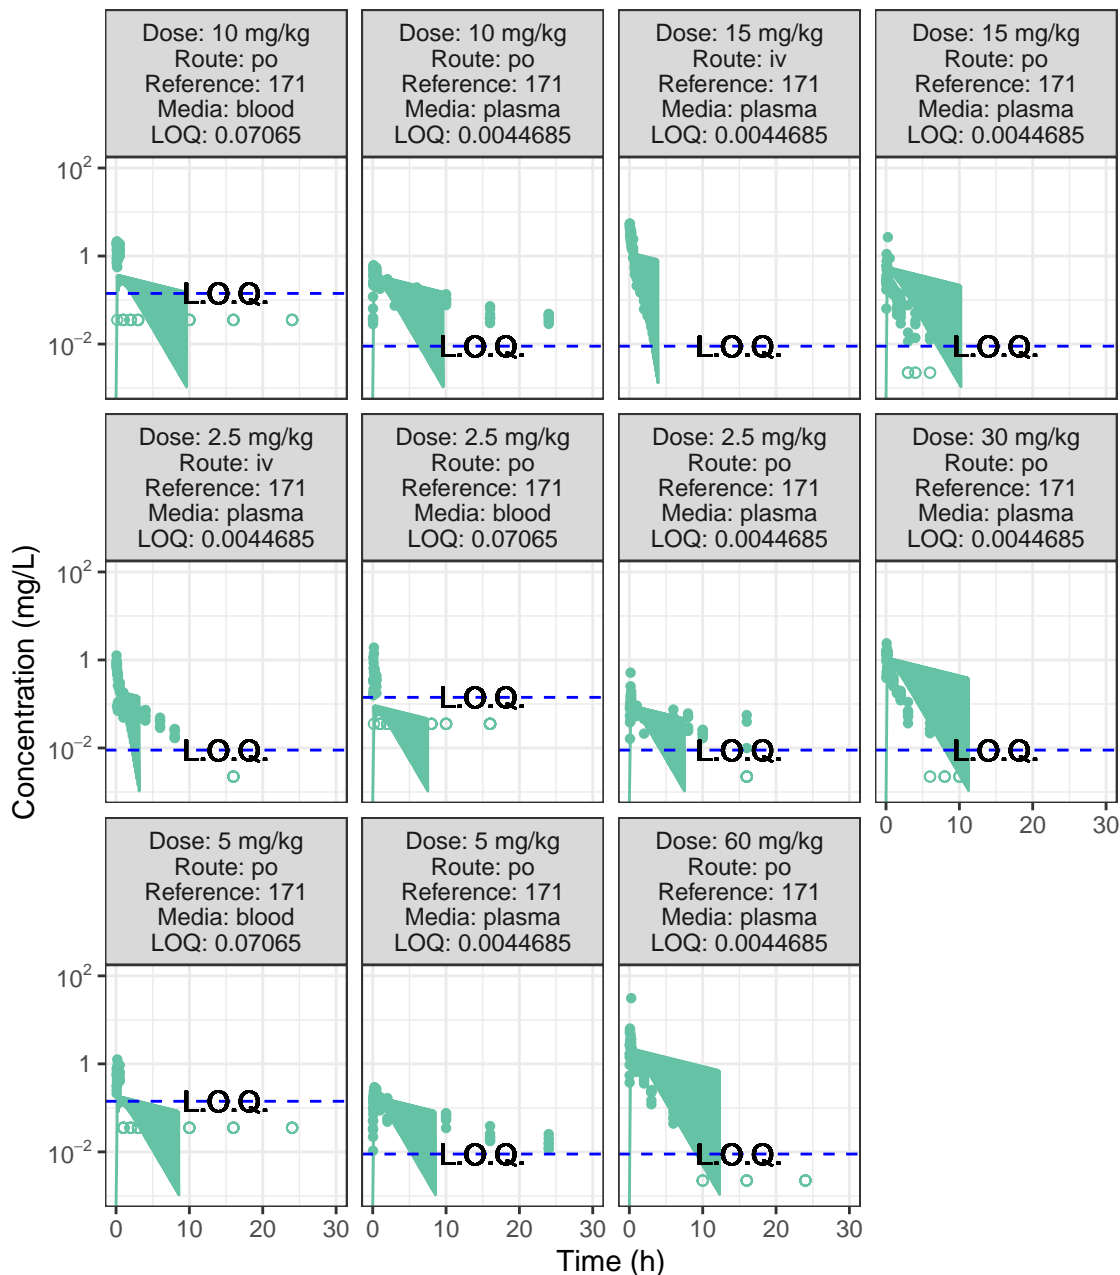 Dose: 10 mg/kg
Route: po
Reference: 171
Media: blood
LOQ: 0.07065
Dose: 10 mg/kg
Route: po
Reference: 171
Media: plasma
LOQ: 0.0044685
Dose: 15 mg/kg
Route: iv
Reference: 171
Media: plasma
LOQ: 0.0044685
Dose: 15 mg/kg
Route: po
Reference: 171
Media: plasma
LOQ: 0.0044685
10²
1
10⁻²
L.O.Q.
L.O.Q.
L.O.Q.
L.O.Q.
Dose: 2.5 mg/kg
Route: iv
Reference: 171
Media: plasma
LOQ: 0.0044685
Dose: 2.5 mg/kg
Route: po
Reference: 171
Media: blood
LOQ: 0.07065
Dose: 2.5 mg/kg
Route: po
Reference: 171
Media: plasma
LOQ: 0.0044685
Dose: 30 mg/kg
Route: po
Reference: 171
Media: plasma
LOQ: 0.0044685
Concentration (mg/L)
10²
1
10⁻²
L.O.Q.
L.O.Q.
L.O.Q.
L.O.Q.
0 10 20 30
Dose: 5 mg/kg
Route: po
Reference: 171
Media: blood
LOQ: 0.07065
Dose: 5 mg/kg
Route: po
Reference: 171
Media: plasma
LOQ: 0.0044685
Dose: 60 mg/kg
Route: po
Reference: 171
Media: plasma
LOQ: 0.0044685
10²
1
10⁻²
L.O.Q.
L.O.Q.
L.O.Q.
0 10 20 30
0 10 20 30
0 10 20 30
Time (h)